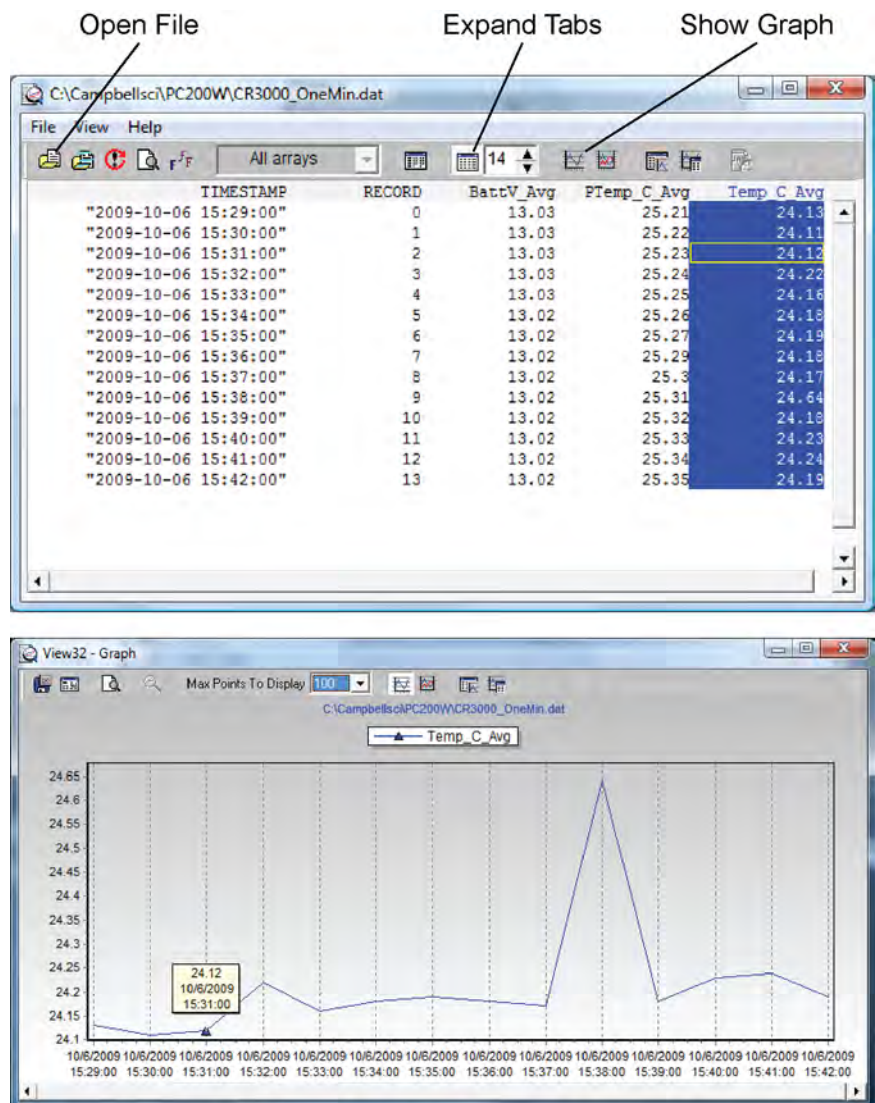 Open File Expand Tabs Show Graph
C:\Campbellsci\PC200W\CR3000_OneMin.dat
File View Help
All arrays 14
TIMESTAMP RECORD BattV_Avg PTemp_C_Avg Temp_C_Avg
"2009-10-06 15:29:00" 0 13.03 25.21 24.13
"2009-10-06 15:30:00" 1 13.03 25.22 24.11
"2009-10-06 15:31:00" 2 13.03 25.23 24.12
"2009-10-06 15:32:00" 3 13.03 25.24 24.22
"2009-10-06 15:33:00" 4 13.03 25.25 24.16
"2009-10-06 15:34:00" 5 13.02 25.26 24.18
"2009-10-06 15:35:00" 6 13.02 25.27 24.19
"2009-10-06 15:36:00" 7 13.02 25.29 24.18
"2009-10-06 15:37:00" 8 13.02 25.3 24.17
"2009-10-06 15:38:00" 9 13.02 25.31 24.64
"2009-10-06 15:39:00" 10 13.02 25.32 24.18
"2009-10-06 15:40:00" 11 13.02 25.33 24.23
"2009-10-06 15:41:00" 12 13.02 25.34 24.24
"2009-10-06 15:42:00" 13 13.02 25.35 24.19
View32 - Graph
Max Points To Display 100
C:\Campbellsci\PC200W\CR3000_OneMin.dat
Temp_C_Avg
24.65
24.6
24.55
24.5
24.45
24.4
24.35
24.3
24.25
24.2
24.15
24.1
24.12
10/6/2009
15:31:00
10/6/2009 10/6/2009 10/6/2009 10/6/2009 10/6/2009 10/6/2009 10/6/2009 10/6/2009 10/6/2009 10/6/2009 10/6/2009 10/6/2009 10/6/2009 10/6/2009
15:29:00 15:30:00 15:31:00 15:32:00 15:33:00 15:34:00 15:35:00 15:36:00 15:37:00 15:38:00 15:39:00 15:40:00 15:41:00 15:42:00